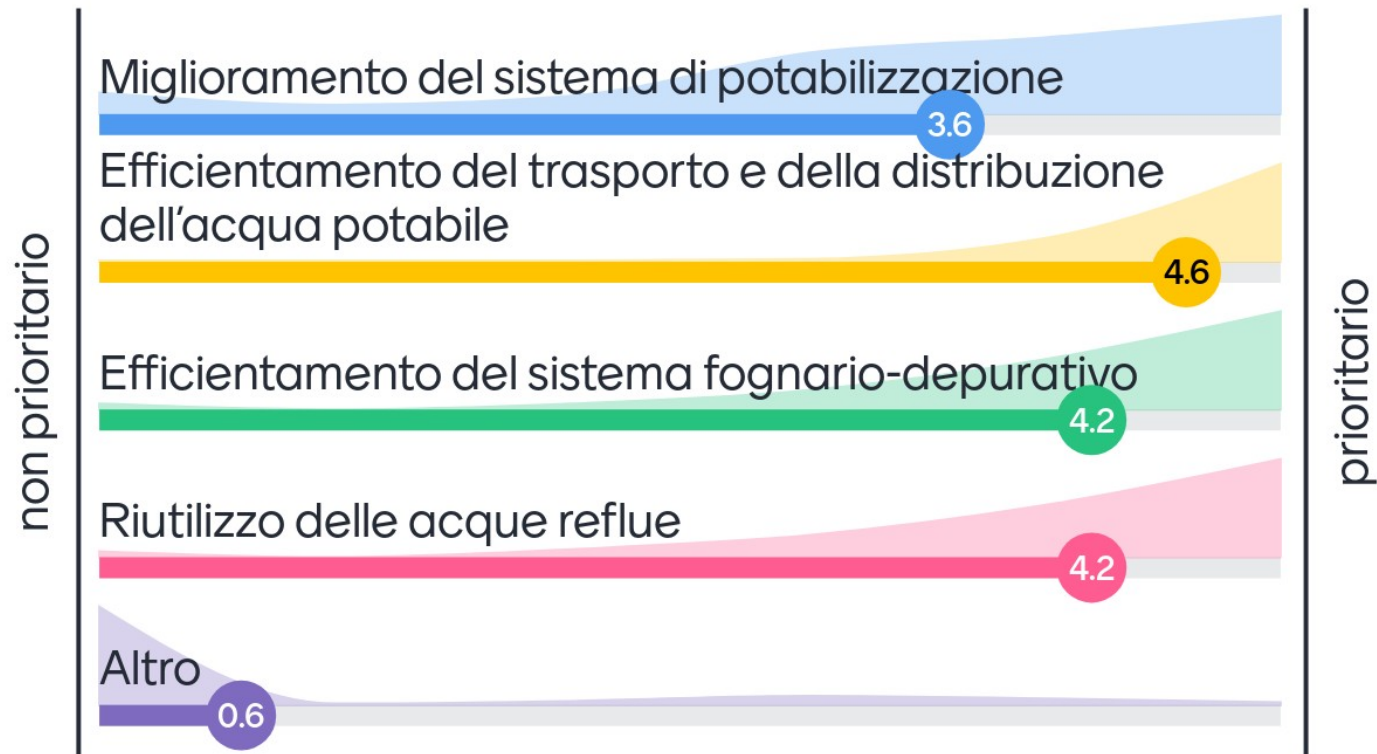 non prioritario
Miglioramento del sistema di potabilizzazione
3.6
Efficientamento del trasporto e della distribuzione
dell'acqua potabile
4.6
Efficientamento del sistema fognario-depurativo
4.2
Riutilizzo delle acque reflue
4.2
Altro
0.6
prioritario